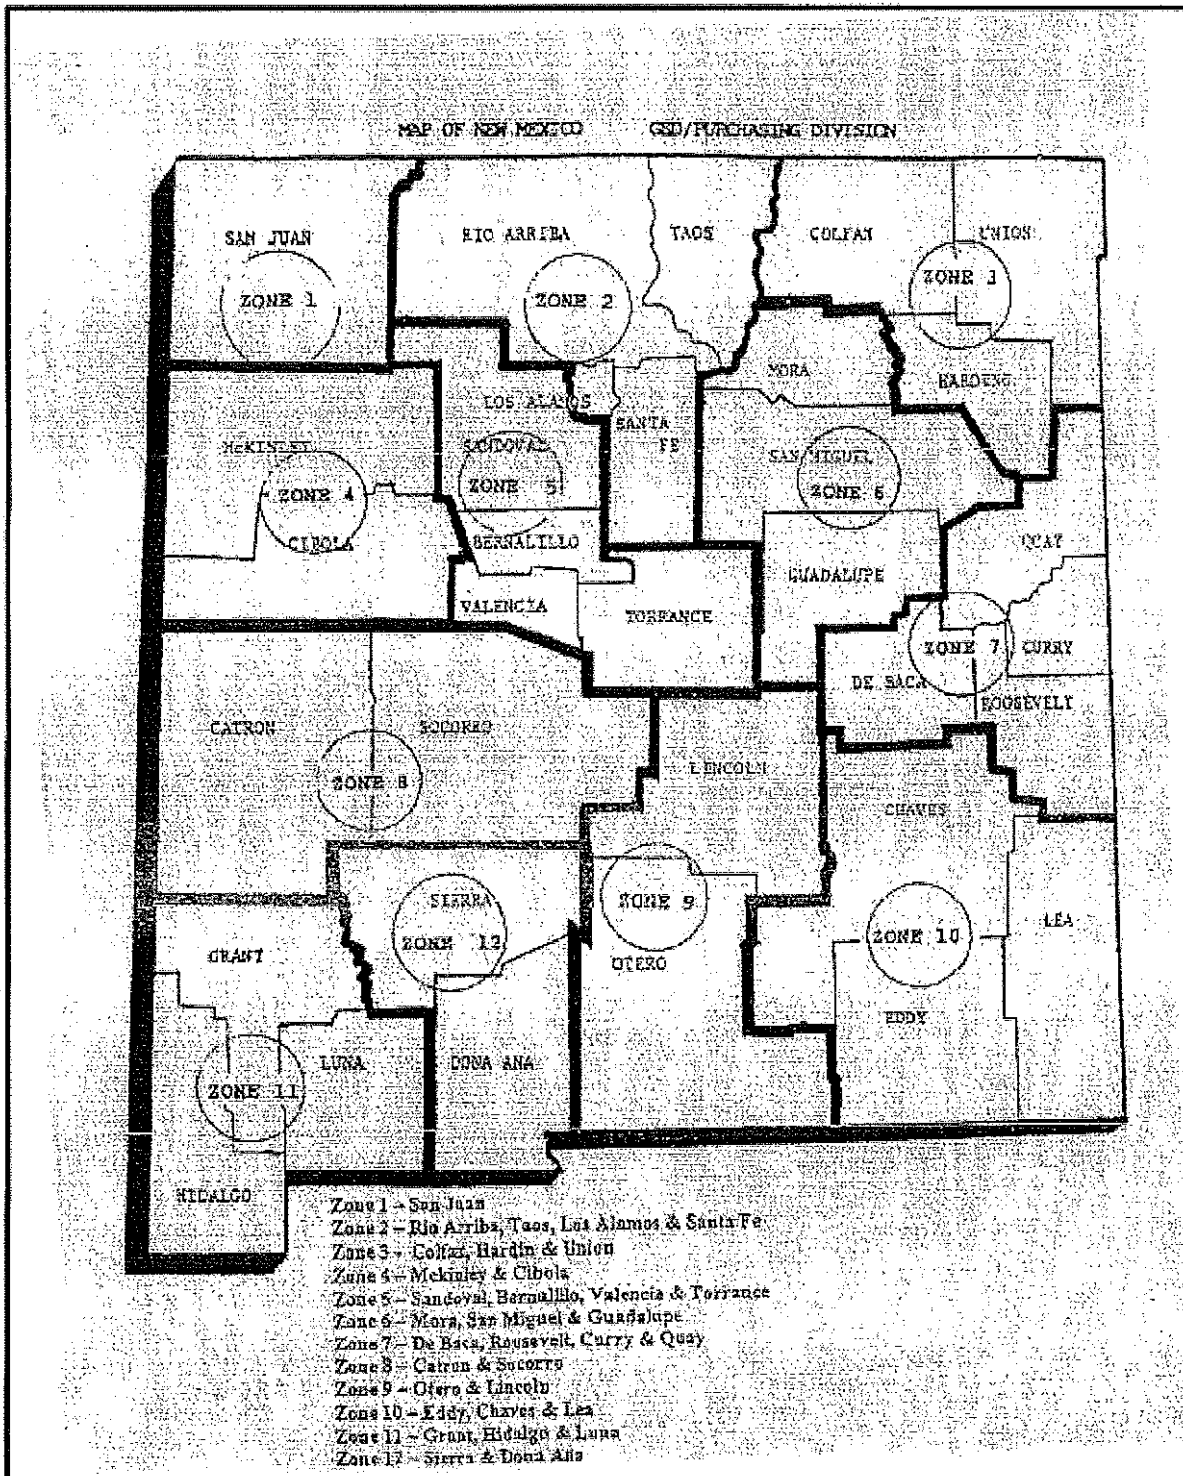 MAP OF NEW MEXICO GSD/PURCHASING DIVISION
SAN JUAN
RIO ARRIBA
TAOS
COLFAX
UNION
ZONE 1
ZONE 2
ZONE 3
MORA
HARDING
LOS ALAMOS
SANTA FE
McKINLEY
SANDOVAL
SAN MIGUEL
ZONE 4
ZONE 5
ZONE 6
CIBOLA
BERNALILLO
QUAY
GUADALUPE
VALENCIA
TORRANCE
ZONE 7
CURRY
DE BACA
ROOSEVELT
CATRON
SOCORRO
LINCOLN
ZONE 8
CHAVES
SIERRA
ZONE 9
LEA
ZONE 12
ZONE 10
GRANT
OTERO
EDDY
LUNA
DONA ANA
ZONE 11
HIDALGO
Zone 1 – San Juan
Zone 2 – Rio Arriba, Taos, Los Alamos & Santa Fe
Zone 3 – Colfax, Hardin & Union
Zone 4 – Mckinley & Cibola
Zone 5 – Sandoval, Bernalillo, Valencia & Torrance
Zone 6 – Mora, San Miguel & Guadalupe
Zone 7 – De Baca, Roosevelt, Curry & Quay
Zone 8 – Catron & Socorro
Zone 9 – Otero & Lincoln
Zone 10 – Eddy, Chaves & Lea
Zone 11 – Grant, Hidalgo & Luna
Zone 12 – Sierra & Dona Ana